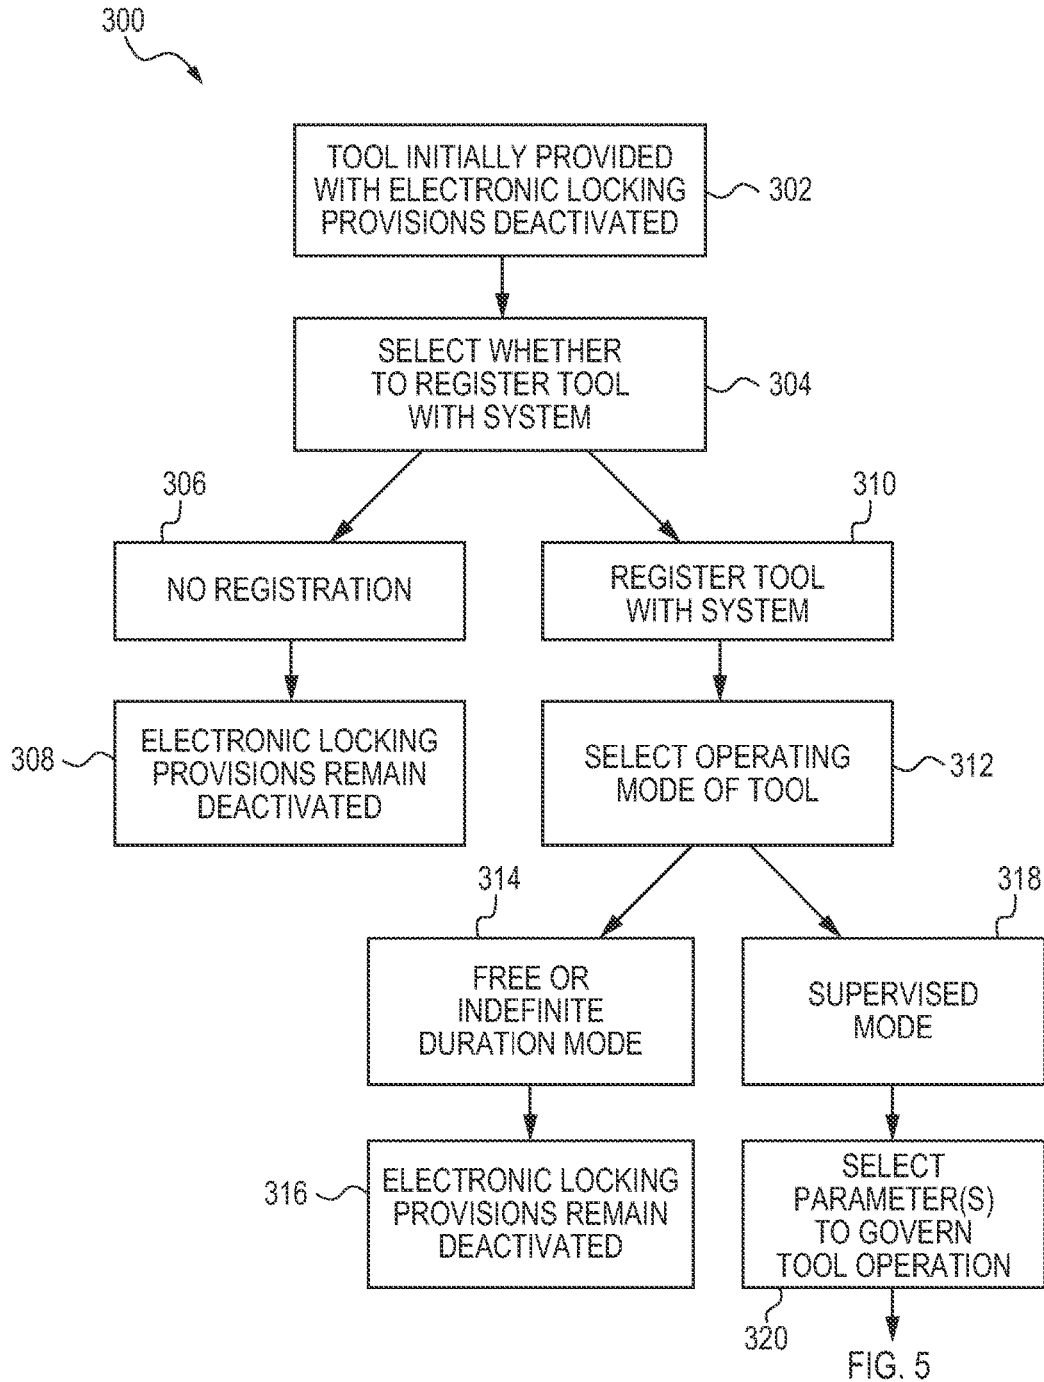 300
TOOL INITIALLY PROVIDED
WITH ELECTRONIC LOCKING
PROVISIONS DEACTIVATED
302
SELECT WHETHER
TO REGISTER TOOL
WITH SYSTEM
304
306
NO REGISTRATION
310
REGISTER TOOL
WITH SYSTEM
308
ELECTRONIC LOCKING
PROVISIONS REMAIN
DEACTIVATED
SELECT OPERATING
MODE OF TOOL
312
314
FREE OR
INDEFINITE
DURATION MODE
318
SUPERVISED
MODE
316
ELECTRONIC LOCKING
PROVISIONS REMAIN
DEACTIVATED
SELECT
PARAMETER(S)
TO GOVERN
TOOL OPERATION
320
FIG. 5